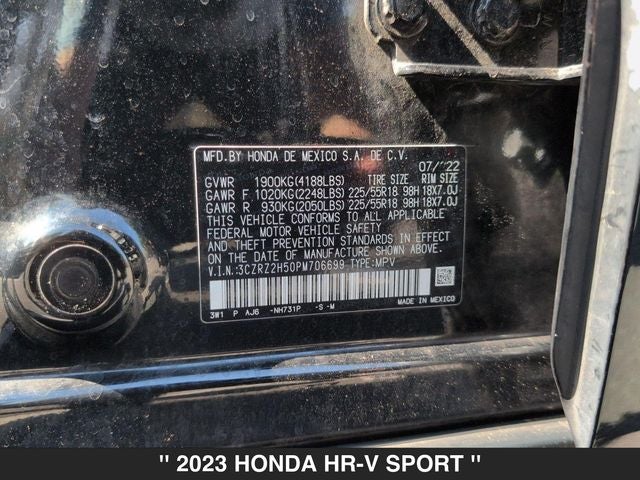 MFD.BY HONDA DE MEXICO S.A. DE C.V.
07/22
GVWR 1900KG(4188LBS) TIRE SIZE RIM SIZE
GAWR F 1020KG(2248LBS) 225/55R18 98H 18X7.0J
GAWR R 930KG(2050LBS) 225/55R18 98H 18X7.0J
THIS VEHICLE CONFORMS TO ALL APPLICABLE
FEDERAL MOTOR VEHICLE SAFETY
AND THEFT PREVENTION STANDARDS IN EFFECT
ON THE DATE OF MANUFACTURE SHOWN ABOVE.
V.I.N:3CZRZ2H50PM706699 TYPE:MPV
3W1 P AJ6 -NH731P -S -M MADE IN MEXICO
" 2023 HONDA HR-V SPORT "